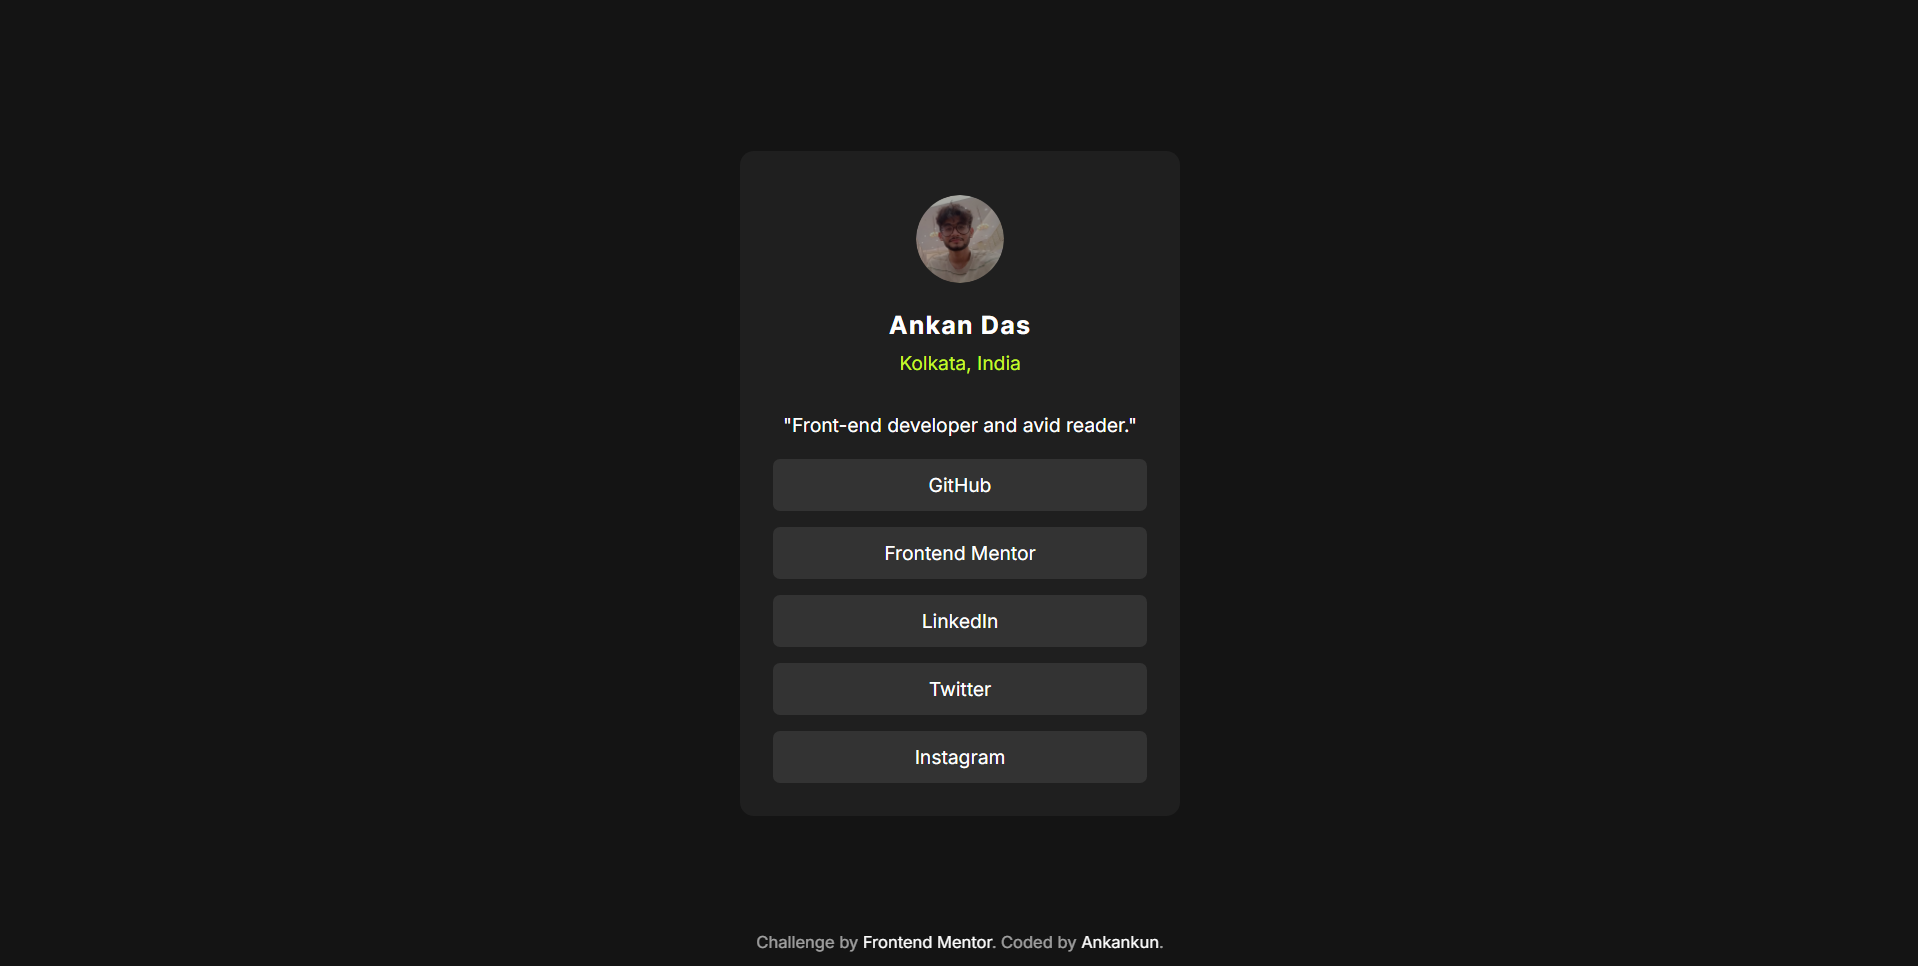 Ankan Das
Kolkata, India
"Front-end developer and avid reader."
GitHub
Frontend Mentor
LinkedIn
Twitter
Instagram
Challenge by Frontend Mentor. Coded by Ankankun.